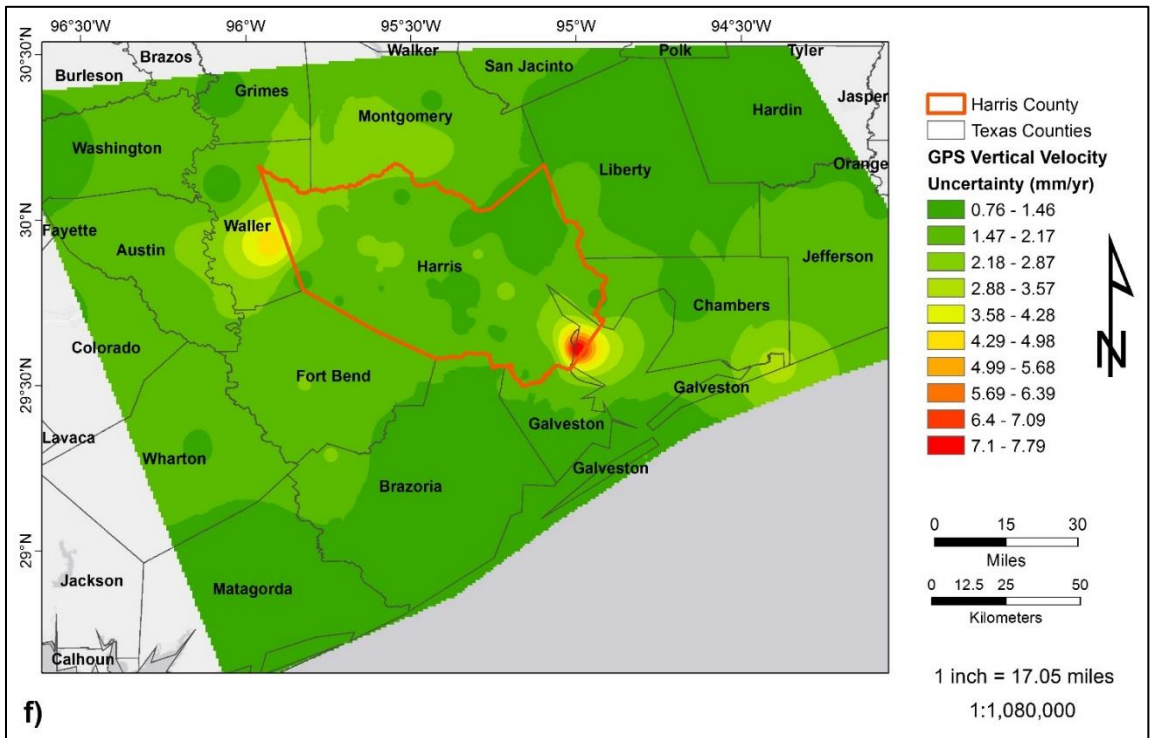 96°30'W 96°W 95°30'W 95°W 94°30'W
30°30'N
30°N
29°30'N
29°N
Brazos
Walker
Polk
Tyler
Burleson
San Jacinto
Grimes
Hardin
Jasper
Montgomery
Washington
Liberty
Orange
Fayette
Waller
Austin
Harris
Jefferson
Chambers
Colorado
Fort Bend
Galveston
Lavaca
Galveston
Wharton
Galveston
Brazoria
Jackson
Matagorda
Calhoun
f)
Harris County
Texas Counties
GPS Vertical Velocity
Uncertainty (mm/yr)
0.76 - 1.46
1.47 - 2.17
2.18 - 2.87
2.88 - 3.57
3.58 - 4.28
4.29 - 4.98
4.99 - 5.68
5.69 - 6.39
6.4 - 7.09
7.1 - 7.79
N
0 15 30
Miles
0 12.5 25 50
Kilometers
1 inch = 17.05 miles
1:1,080,000